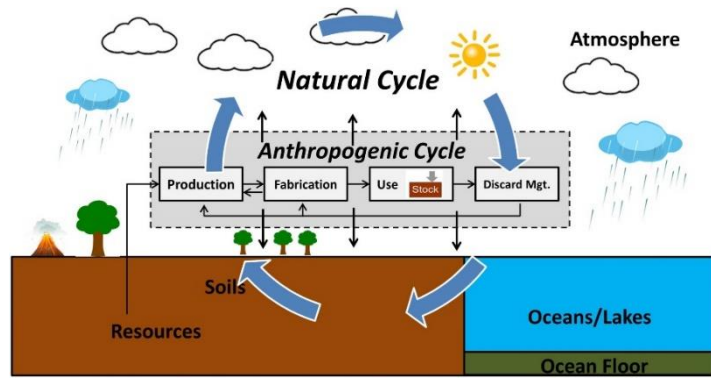 Atmosphere
Natural Cycle
Anthropogenic Cycle
Production
Fabrication
Use
Stock
Discard Mgt.
Soils
Resources
Oceans/Lakes
Ocean Floor